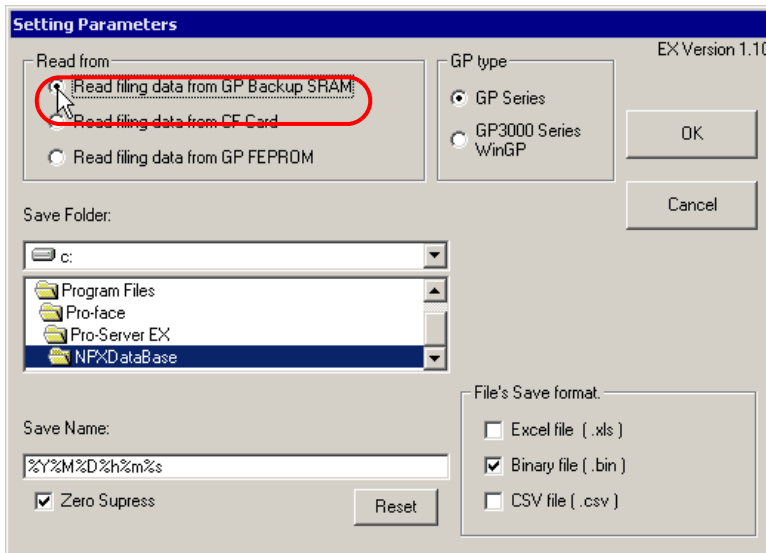 Setting Parameters
EX Version 1.10
Read from
Read filing data from GP Backup SRAM
Read filing data from CF Card
Read filing data from GP FEPROM
GP type
GP Series
GP3000 Series
WinGP
OK
Cancel
Save Folder:
c:
Program Files
Pro-face
Pro-Server EX
NPXDataBase
Save Name:
%Y%M%D%h%m%s
Zero Supress
Reset
File's Save format.
Excel file ( .xls )
Binary file ( .bin )
CSV file ( .csv )